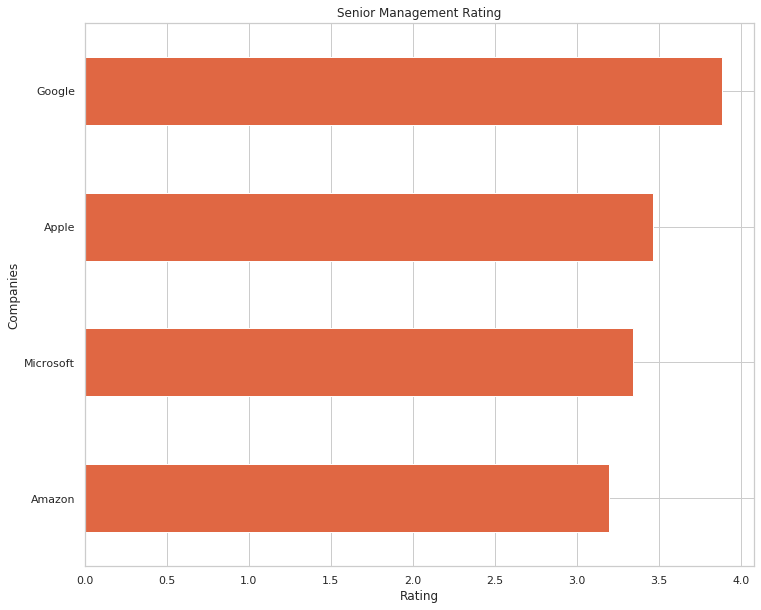 Senior Management Rating
Google
Apple
Microsoft
Amazon
Companies
0.0 0.5 1.0 1.5 2.0 2.5 3.0 3.5 4.0
Rating